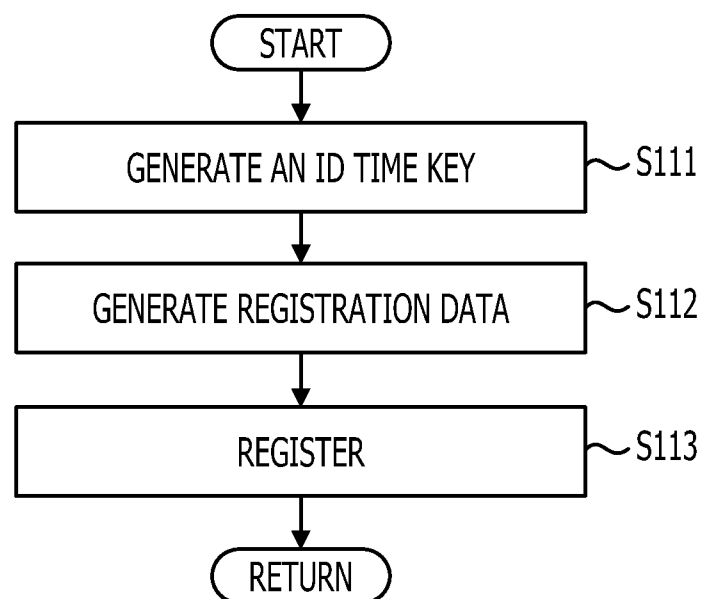 START
GENERATE AN ID TIME KEY
S111
GENERATE REGISTRATION DATA
S112
REGISTER
S113
RETURN